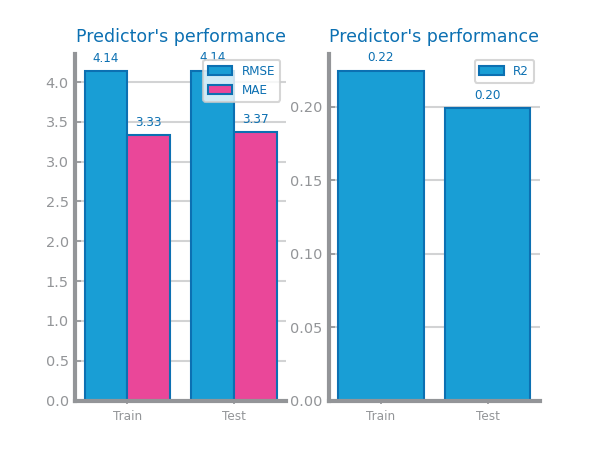 Predictor's performance
4.14
4.14
RMSE
MAE
3.33
3.37
4.0
3.5
3.0
2.5
2.0
1.5
1.0
0.5
0.0
Train
Test
Predictor's performance
0.22
R2
0.20
0.20
0.15
0.10
0.05
0.00
Train
Test